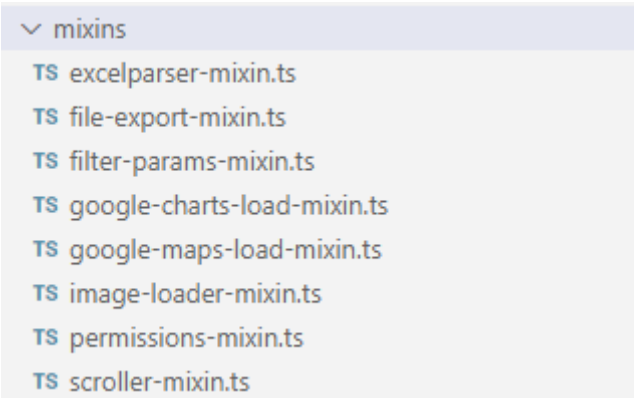 mixins
TS excelparser-mixin.ts
TS file-export-mixin.ts
TS filter-params-mixin.ts
TS google-charts-load-mixin.ts
TS google-maps-load-mixin.ts
TS image-loader-mixin.ts
TS permissions-mixin.ts
TS scroller-mixin.ts